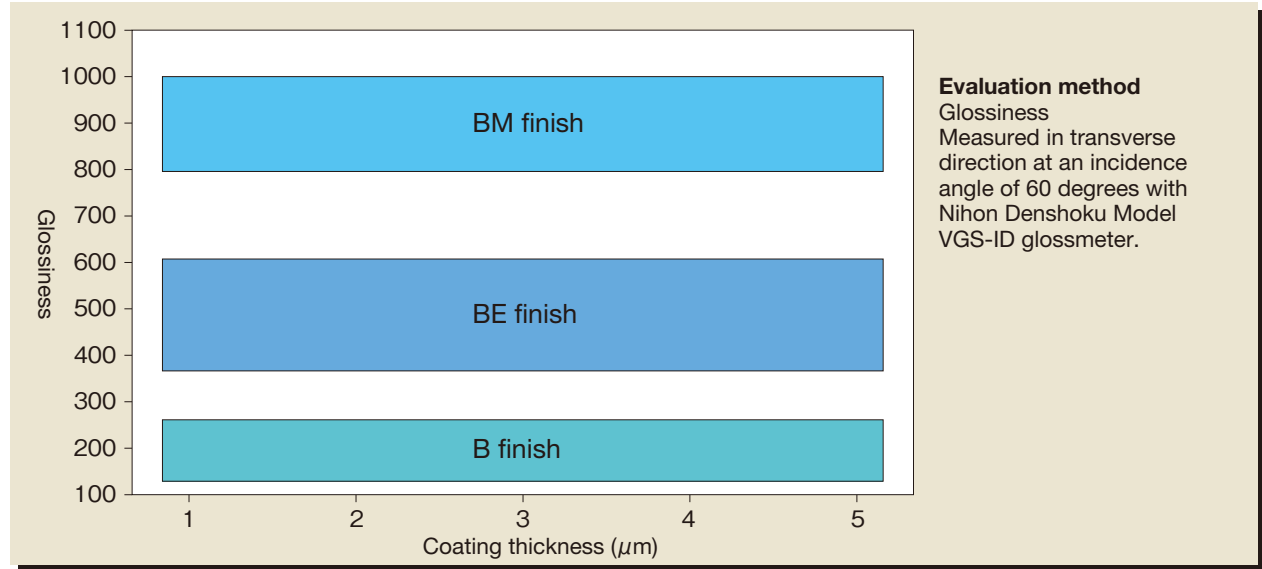 1100
1000
900
800
700
600
500
400
300
200
100
Glossiness
BM finish
BE finish
B finish
1 2 3 4 5
Coating thickness (μm)
Evaluation method
Glossiness
Measured in transverse
direction at an incidence
angle of 60 degrees with
Nihon Denshoku Model
VGS-ID glossmeter.